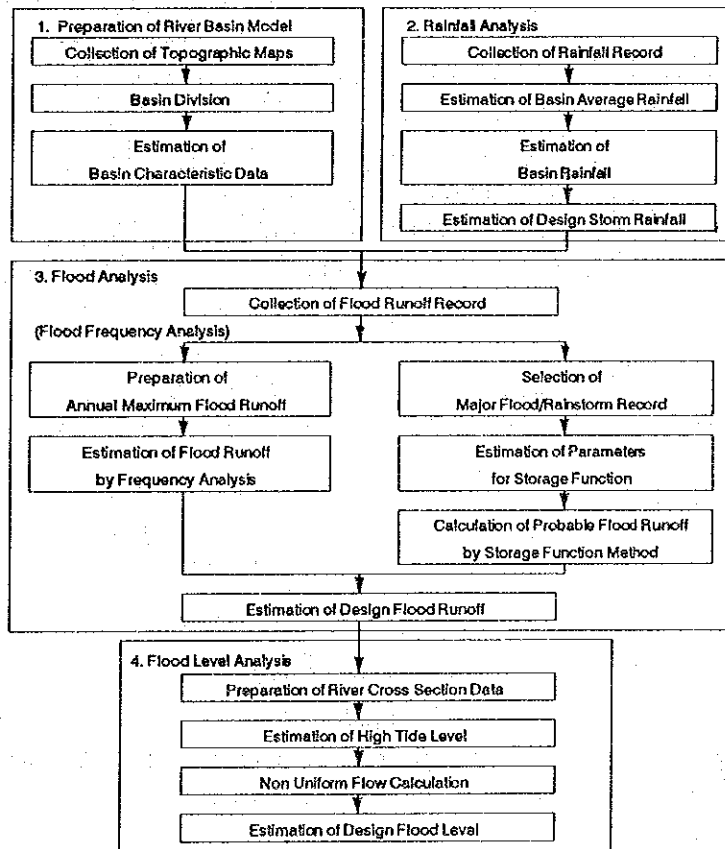 1. Preparation of River Basin Model
Collection of Topographic Maps
Basin Division
Estimation of
Basin Characteristic Data
2. Rainfall Analysis
Collection of Rainfall Record
Estimation of Basin Average Rainfall
Estimation of
Basin Rainfall
Estimation of Design Storm Rainfall
3. Flood Analysis
Collection of Flood Runoff Record
(Flood Frequency Analysis)
Preparation of
Annual Maximum Flood Runoff
Estimation of Flood Runoff
by Frequency Analysis
Selection of
Major Flood/Rainstorm Record
Estimation of Parameters
for Storage Function
Calculation of Probable Flood Runoff
by Storage Function Method
Estimation of Design Flood Runoff
4. Flood Level Analysis
Preparation of River Cross Section Data
Estimation of High Tide Level
Non Uniform Flow Calculation
Estimation of Design Flood Level